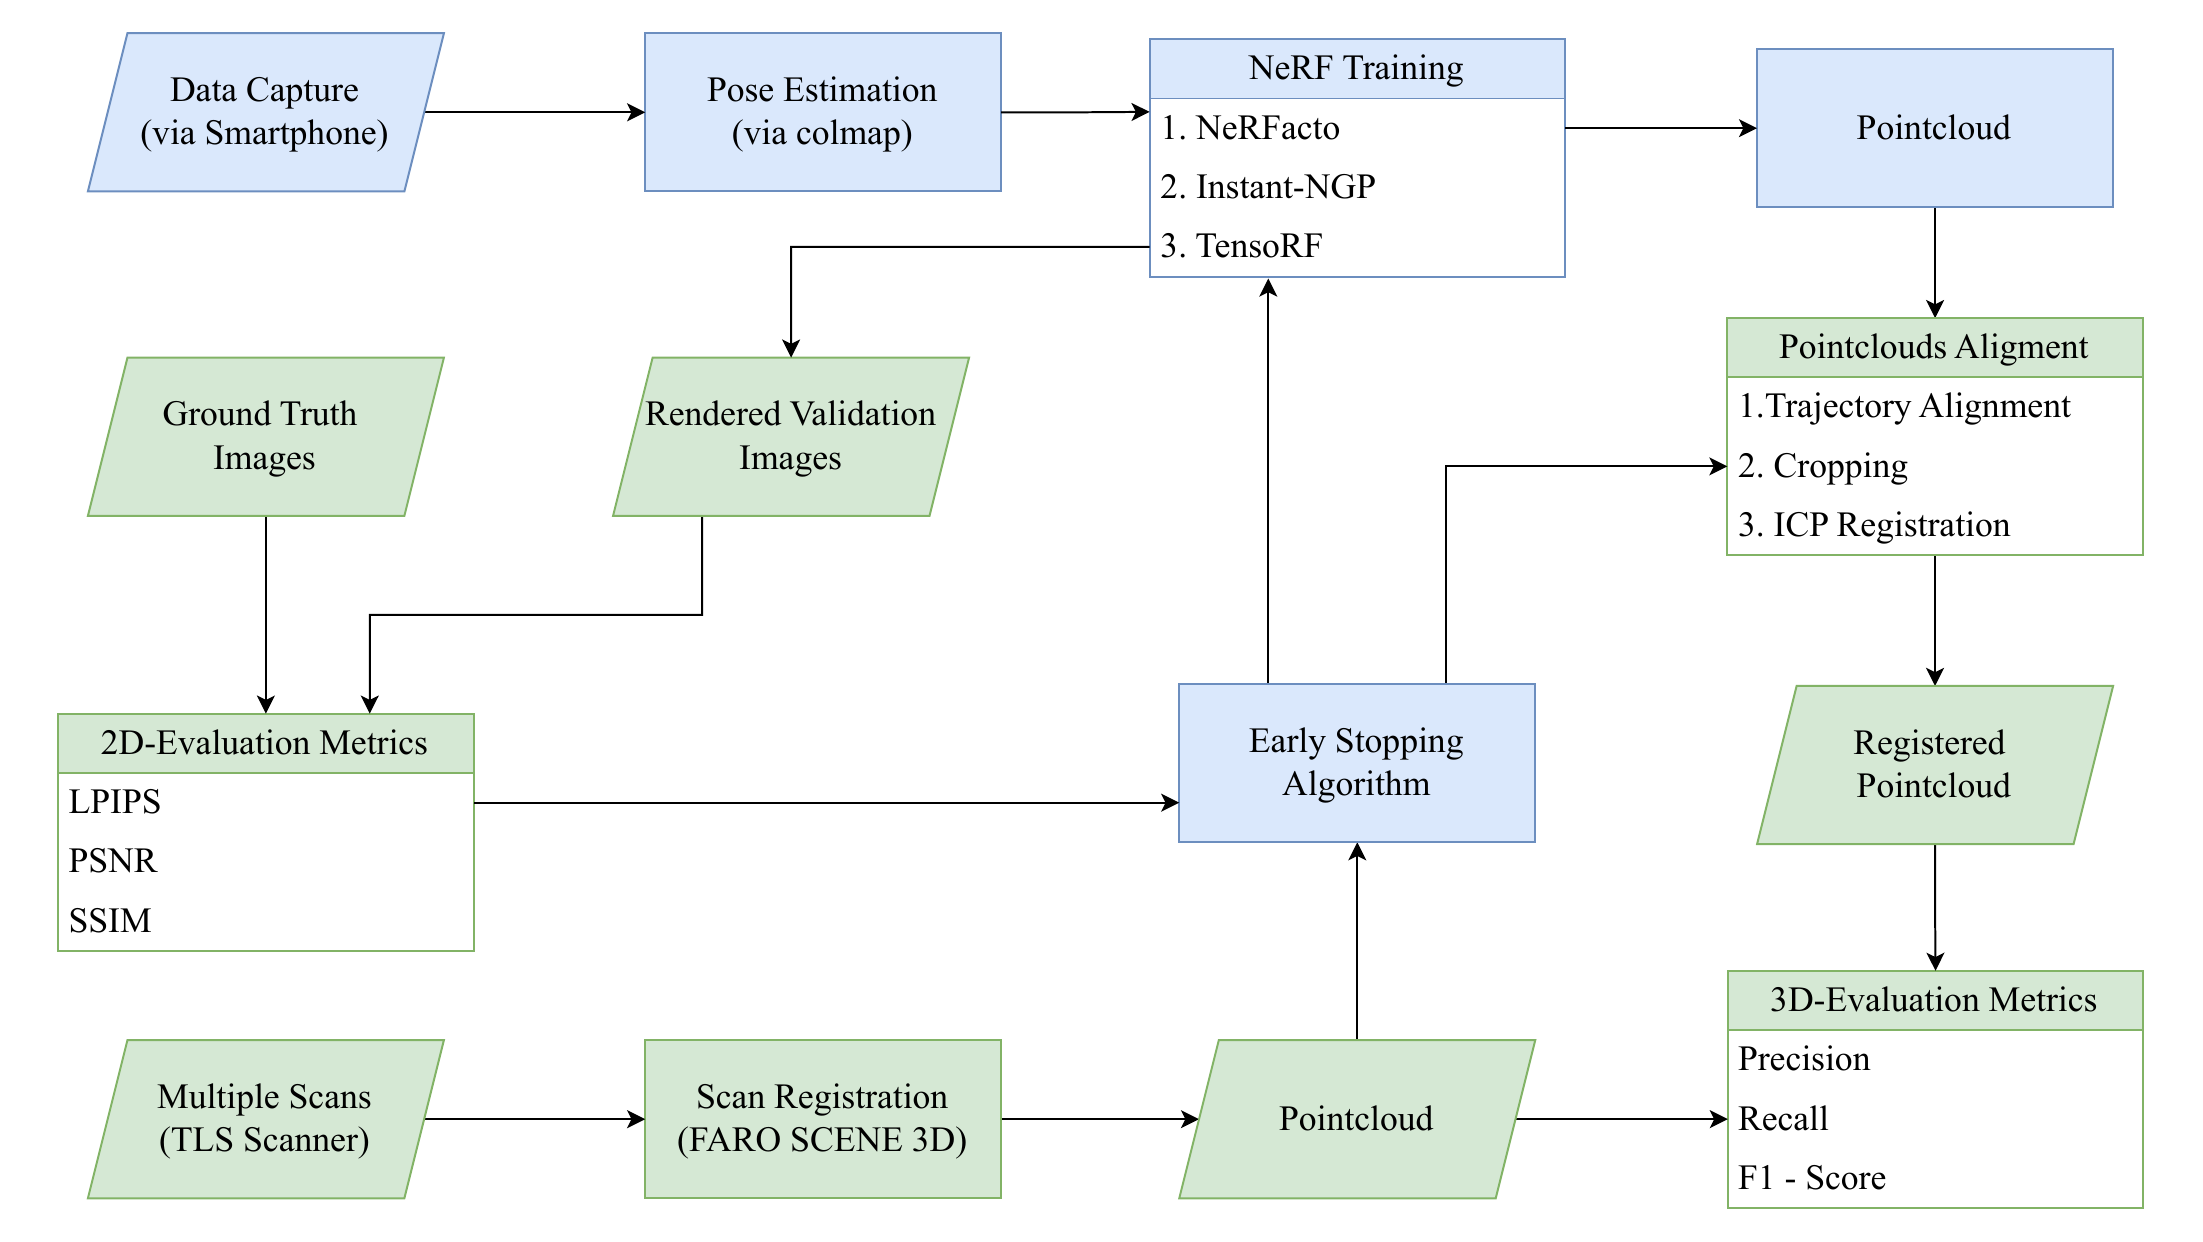 Data Capture
(via Smartphone)
Pose Estimation
(via colmap)
NeRF Training
1. NeRFacto
2. Instant-NGP
3. TensoRF
Pointcloud
Ground Truth
Images
Rendered Validation
Images
Pointclouds Aligment
1.Trajectory Alignment
2. Cropping
3. ICP Registration
2D-Evaluation Metrics
LPIPS
PSNR
SSIM
Early Stopping
Algorithm
Registered
Pointcloud
Multiple Scans
(TLS Scanner)
Scan Registration
(FARO SCENE 3D)
Pointcloud
3D-Evaluation Metrics
Precision
Recall
F1 - Score